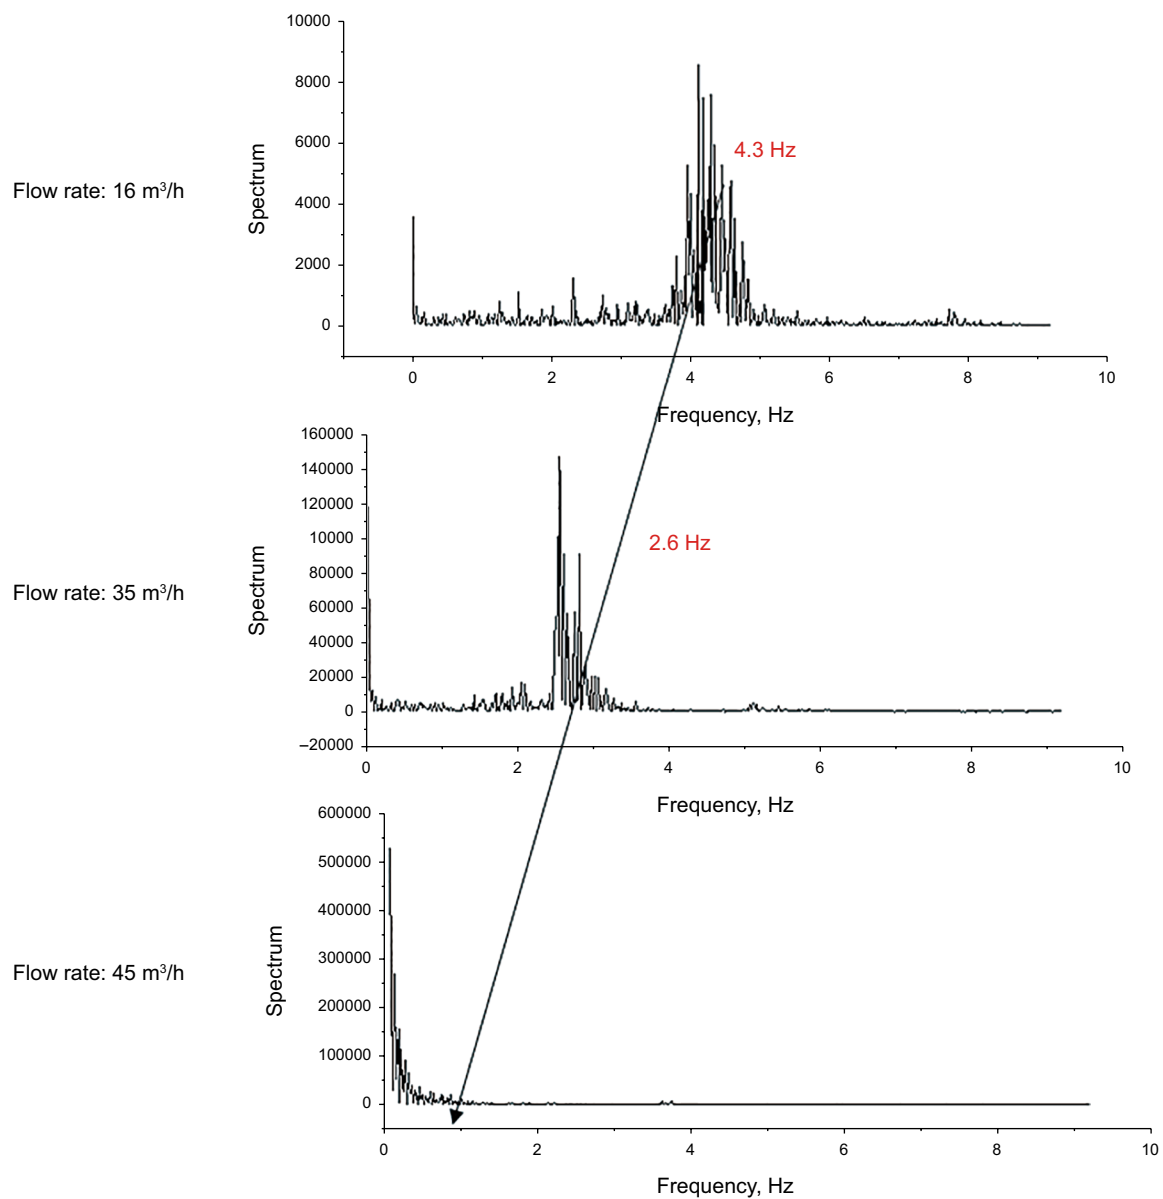 10000
8000
6000
4000
2000
0
Spectrum
4.3 Hz
Flow rate: 16 m³/h
0 2 4 6 8 10
Frequency, Hz
160000
140000
120000
10000
80000
60000
40000
20000
0
–20000
Spectrum
2.6 Hz
Flow rate: 35 m³/h
0 2 4 6 8 10
Frequency, Hz
600000
500000
400000
300000
200000
100000
0
Spectrum
Flow rate: 45 m³/h
0 2 4 6 8 10
Frequency, Hz